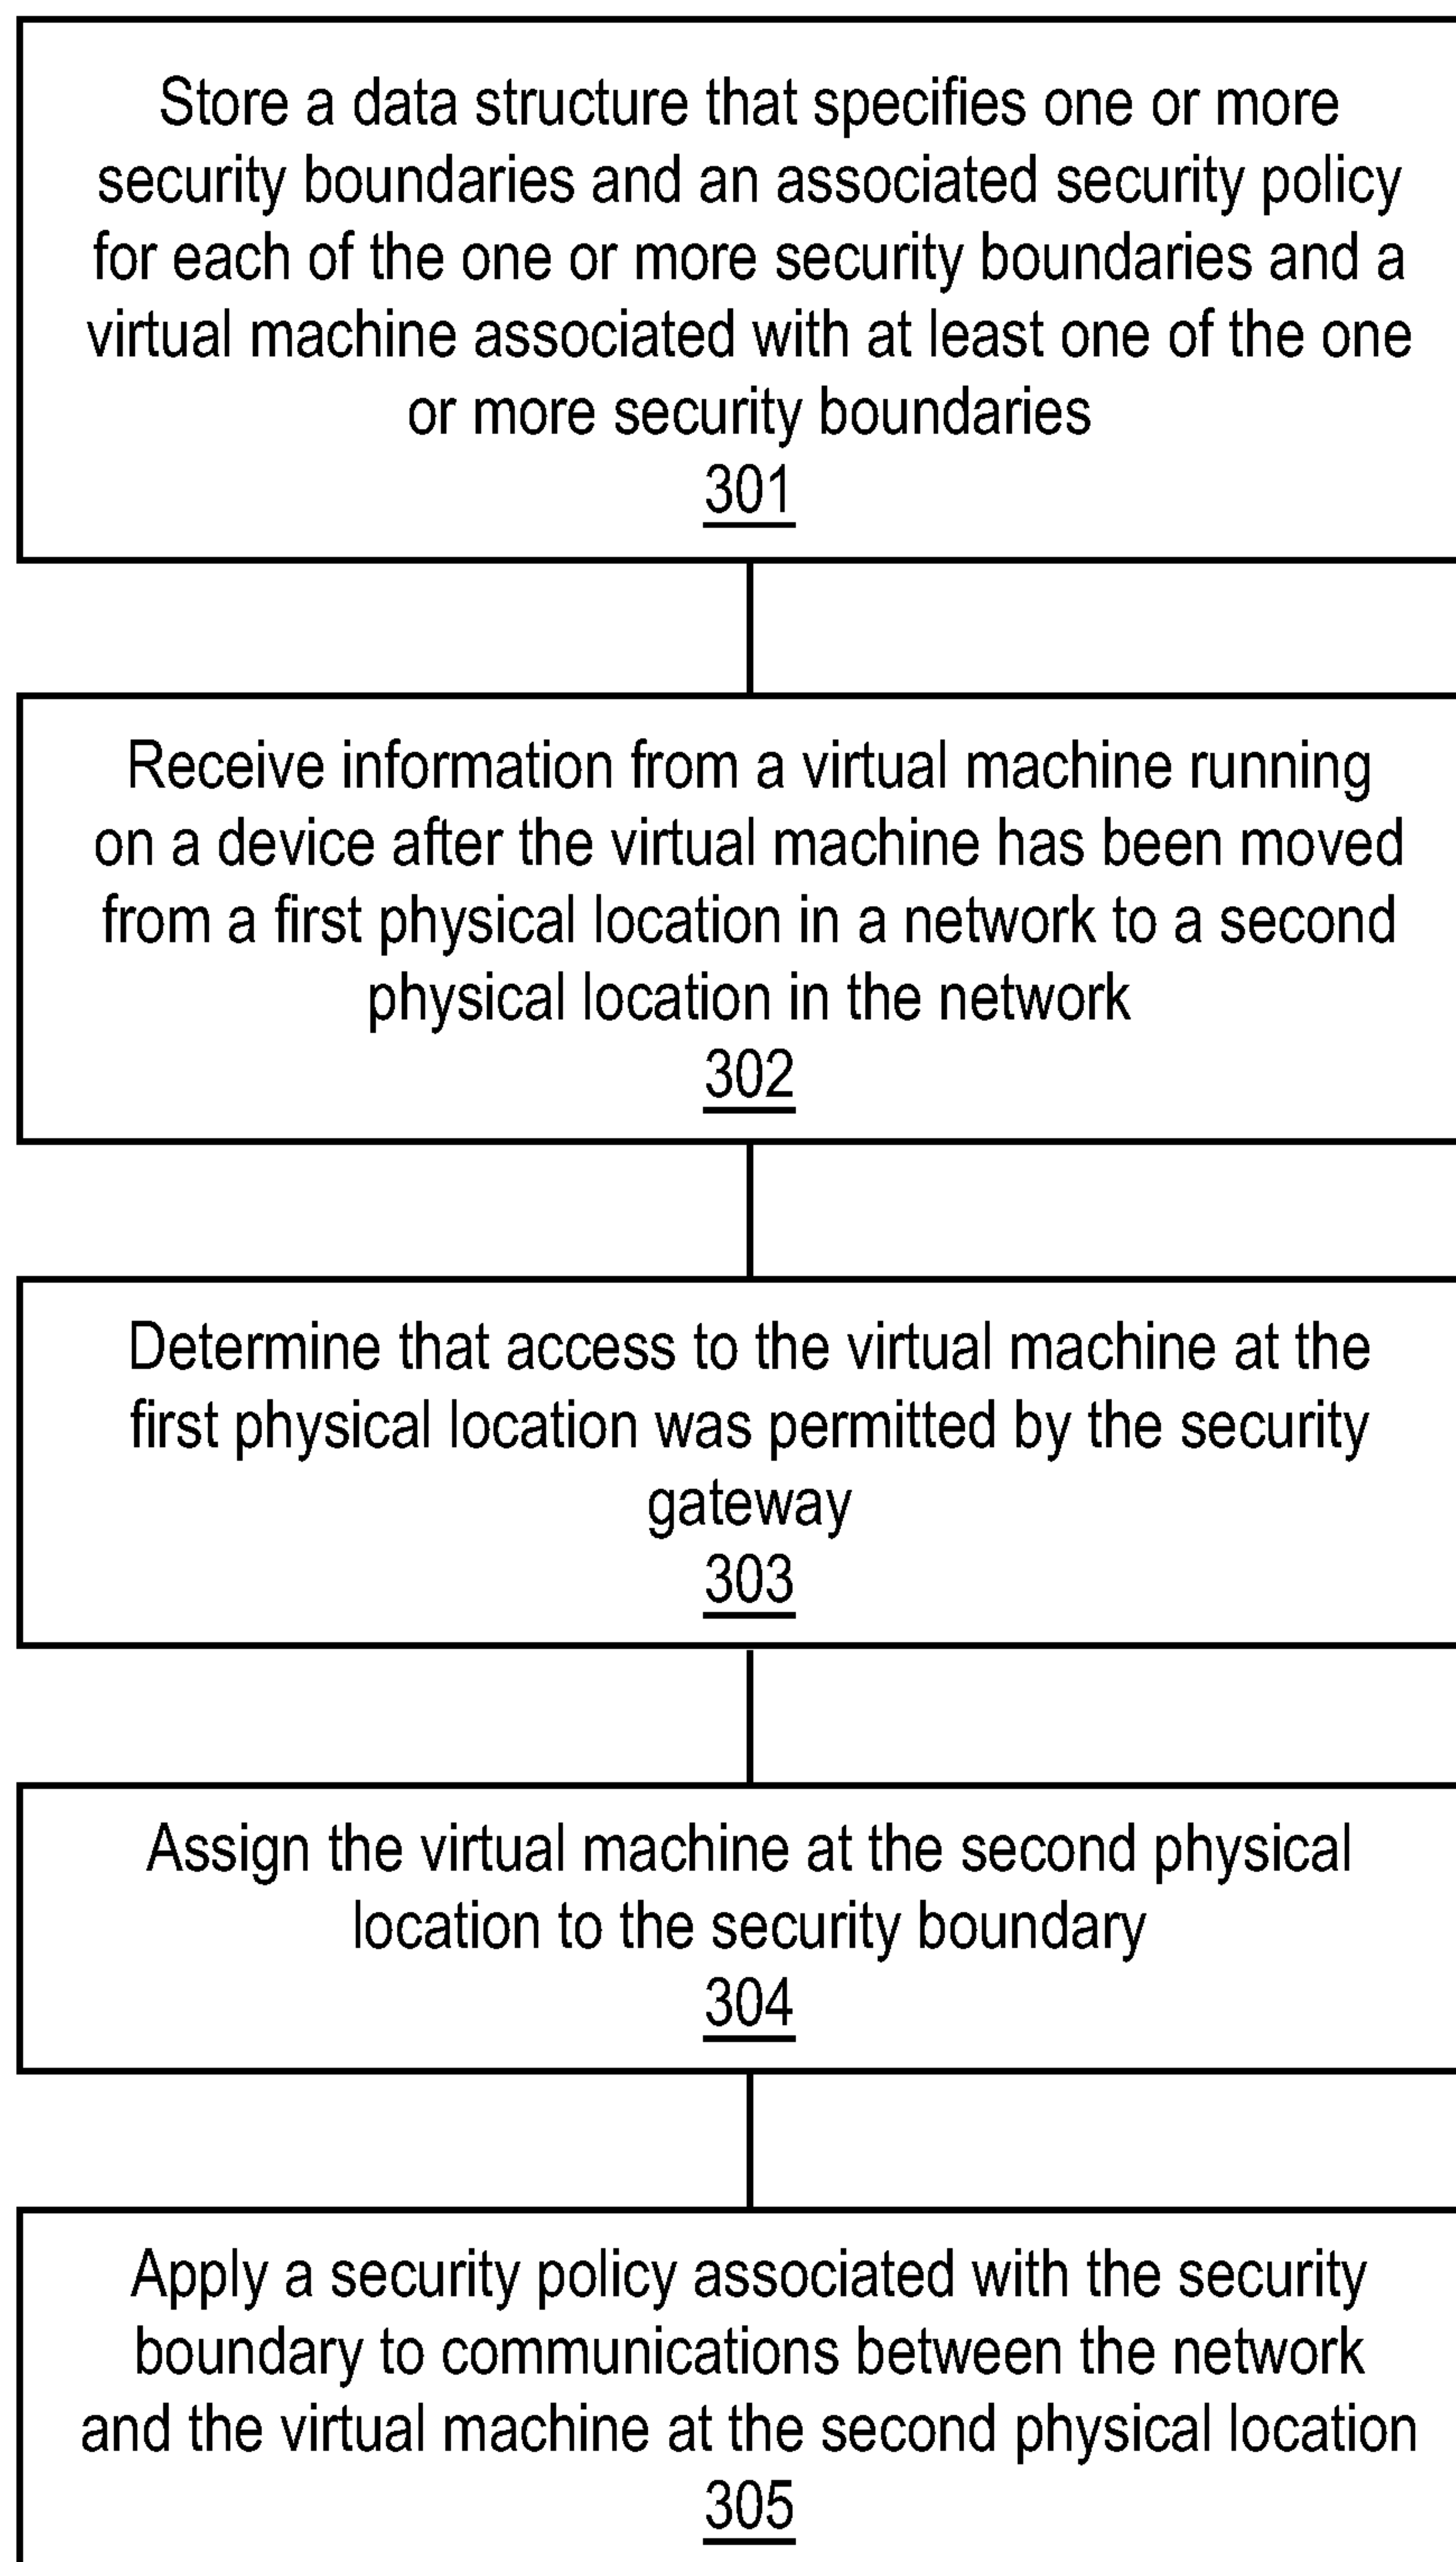 Store a data structure that specifies one or more
security boundaries and an associated security policy
for each of the one or more security boundaries and a
virtual machine associated with at least one of the one
or more security boundaries
301
Receive information from a virtual machine running
on a device after the virtual machine has been moved
from a first physical location in a network to a second
physical location in the network
302
Determine that access to the virtual machine at the
first physical location was permitted by the security
gateway
303
Assign the virtual machine at the second physical
location to the security boundary
304
Apply a security policy associated with the security
boundary to communications between the network
and the virtual machine at the second physical location
305